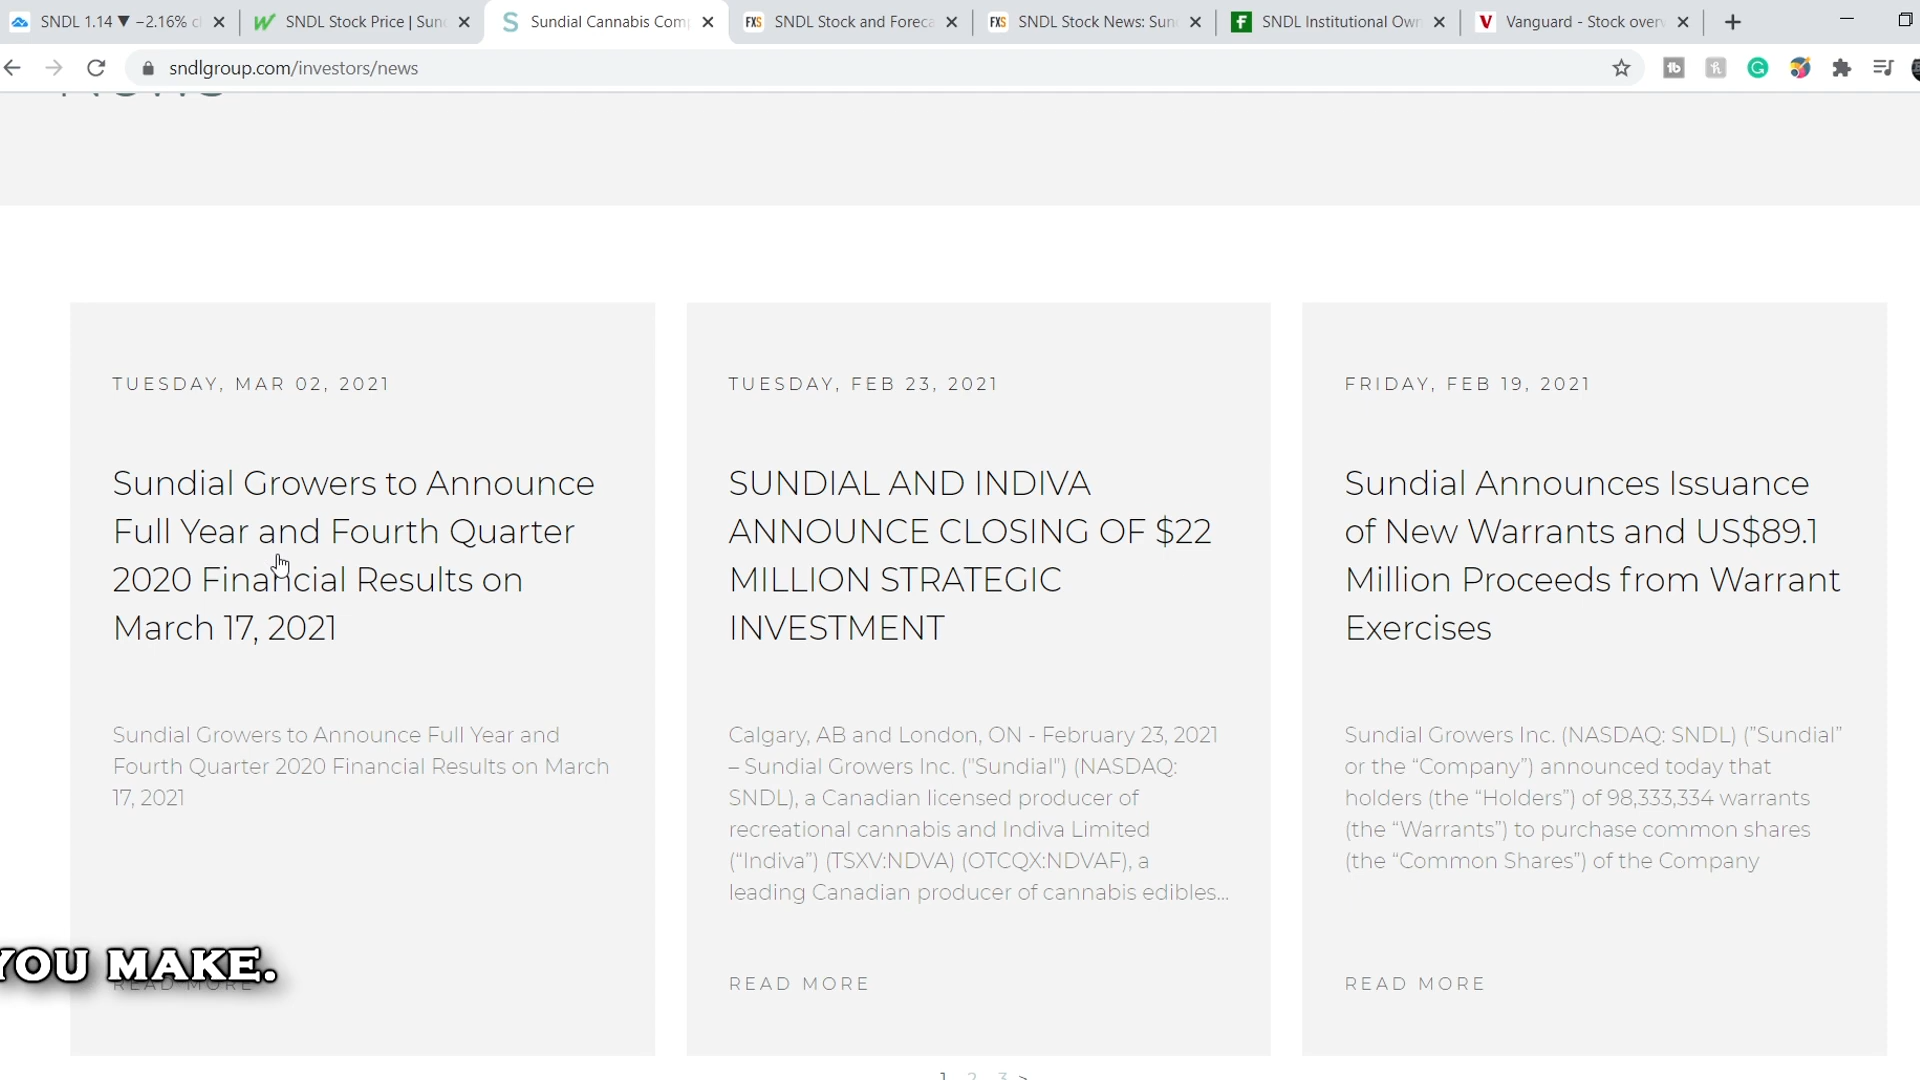 SNDL 1.14 ▼ −2.16%
SNDL Stock Price | Sun
Sundial Cannabis Com
SNDL Stock and Foreca
SNDL Stock News: Sun
SNDL Institutional Own
Vanguard - Stock over
sndlgroup.com/investors/news
TUESDAY, MAR 02, 2021
Sundial Growers to Announce
Full Year and Fourth Quarter
2020 Financial Results on
March 17, 2021
Sundial Growers to Announce Full Year and
Fourth Quarter 2020 Financial Results on March
17, 2021
READ MORE
TUESDAY, FEB 23, 2021
SUNDIAL AND INDIVA
ANNOUNCE CLOSING OF $22
MILLION STRATEGIC
INVESTMENT
Calgary, AB and London, ON - February 23, 2021
– Sundial Growers Inc. ("Sundial") (NASDAQ:
SNDL), a Canadian licensed producer of
recreational cannabis and Indiva Limited
(“Indiva”) (TSXV:NDVA) (OTCQX:NDVAF), a
leading Canadian producer of cannabis edibles...
READ MORE
FRIDAY, FEB 19, 2021
Sundial Announces Issuance
of New Warrants and US$89.1
Million Proceeds from Warrant
Exercises
Sundial Growers Inc. (NASDAQ: SNDL) ("Sundial"
or the “Company”) announced today that
holders (the “Holders”) of 98,333,334 warrants
(the “Warrants”) to purchase common shares
(the “Common Shares”) of the Company
READ MORE
YOU MAKE.
1 2 3 >